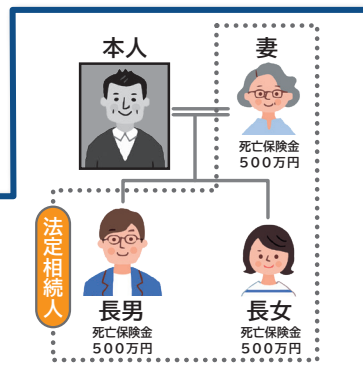 本人
妻
死亡保険金
500万円
法定相続人
長男
死亡保険金
500万円
長女
死亡保険金
500万円